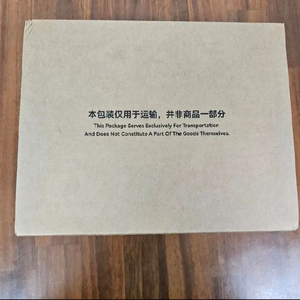 本包装仅用于运输，并非商品一部分
This Package Serves Exclusively For Transportation
And Does Not Constitute A Part Of The Goods Themselves.